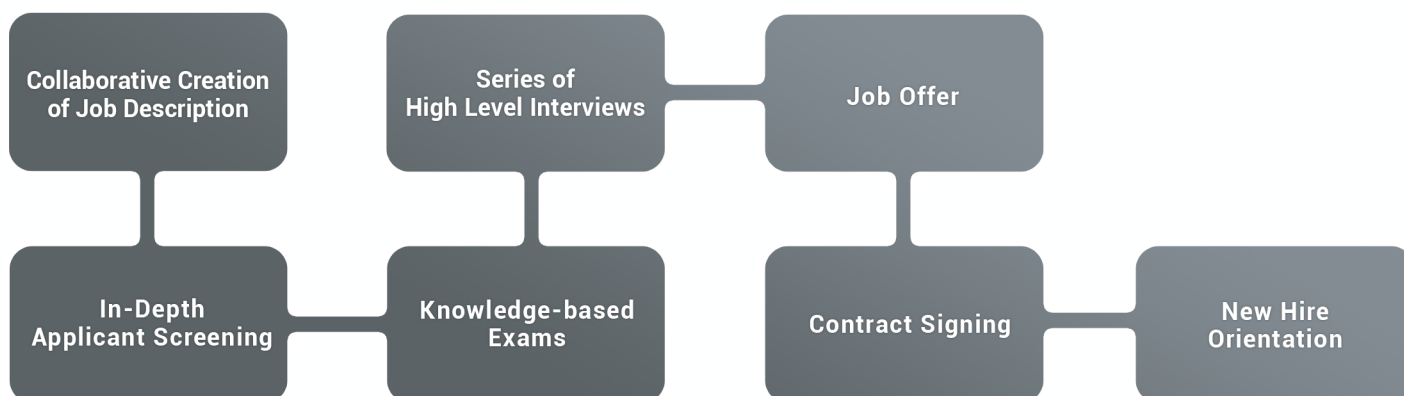 Collaborative Creation
of Job Description
In-Depth
Applicant Screening
Knowledge-based
Exams
Series of
High Level Interviews
Job Offer
Contract Signing
New Hire
Orientation